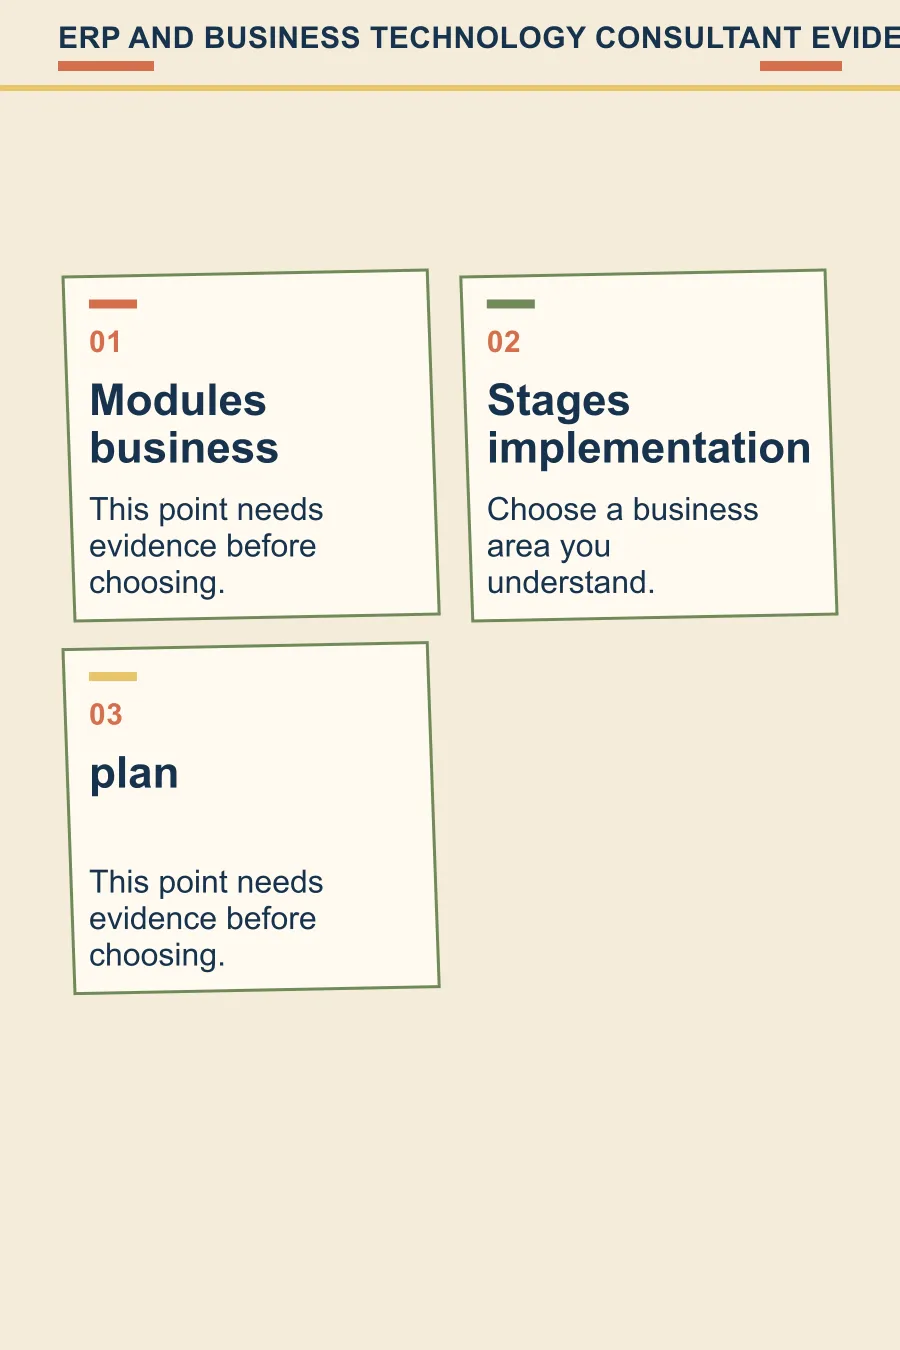 ERP AND BUSINESS TECHNOLOGY CONSULTANT EVIDE
01
Modules
business
This point needs
evidence before
choosing.
02
Stages
implementation
Choose a business
area you
understand.
03
plan
This point needs
evidence before
choosing.